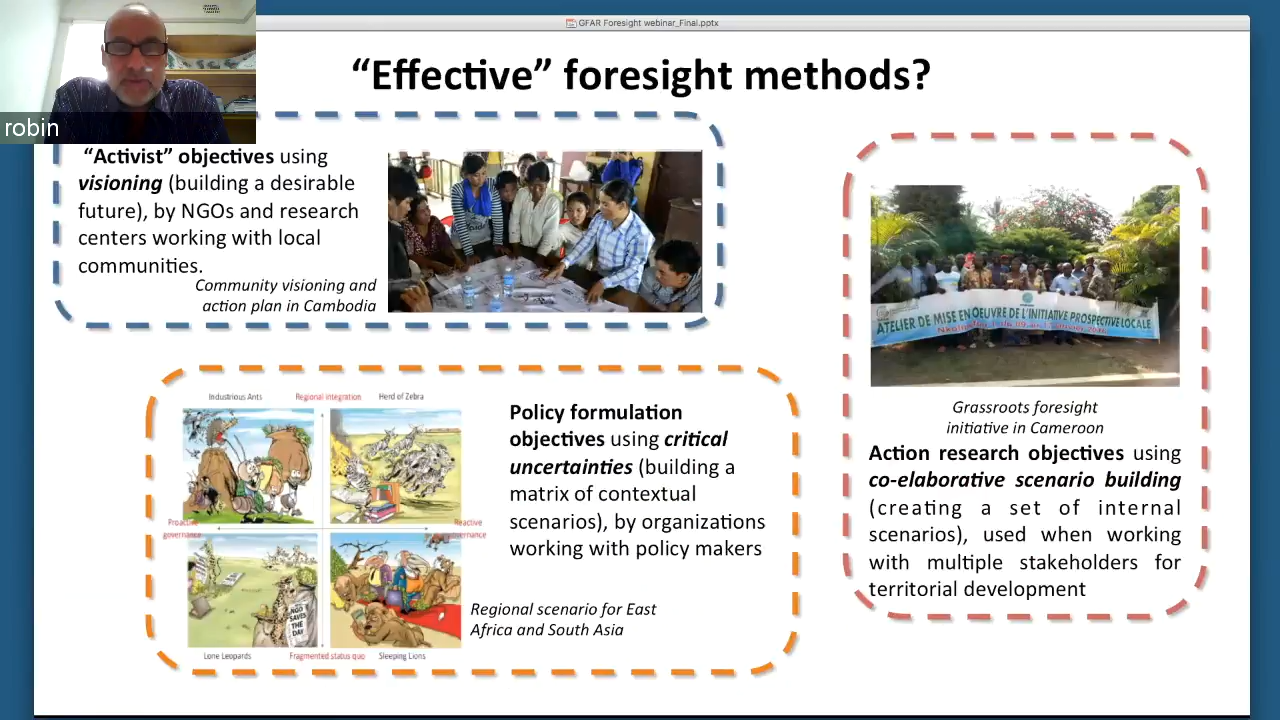 GFAR Foresight webinar_Final.pptx
“Effective” foresight methods?
robin
“Activist” objectives using
visioning (building a desirable
future), by NGOs and research
centers working with local
communities.
Community visioning and
action plan in Cambodia
ATELIER DE MISE EN OEUVRE DE L'INITIATIVE PROSPECTIVE LOCALE
Grassroots foresight
initiative in Cameroon
Action research objectives using
co-elaborative scenario building
(creating a set of internal
scenarios), used when working
with multiple stakeholders for
territorial development
Industrious Ants
Regional integration
Herd of Zebra
Proactive
governance
Reactive
governance
NGO
SAVES
THE
DAY
Lone Leopards
Fragmented status quo
Sleeping Lions
Policy formulation
objectives using critical
uncertainties (building a
matrix of contextual
scenarios), by organizations
working with policy makers
Regional scenario for East
Africa and South Asia